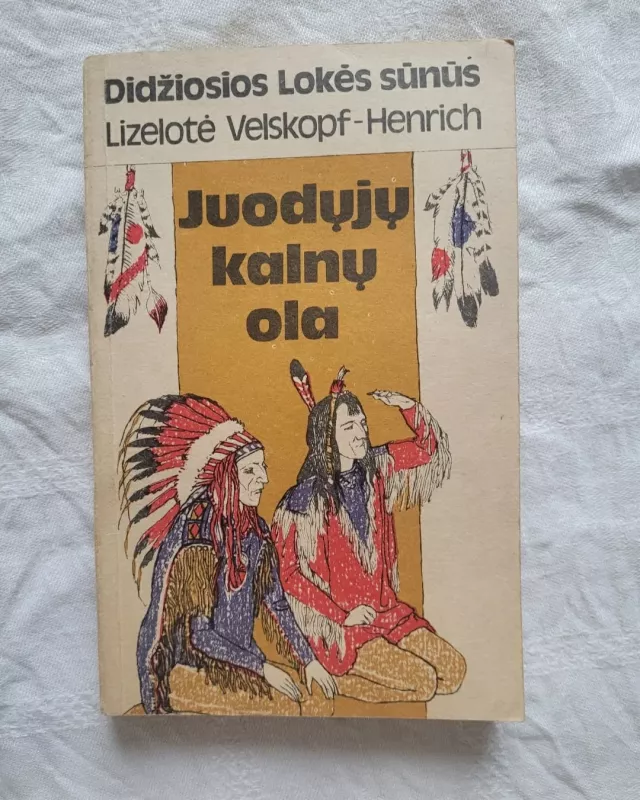 Didžiosios Lokės sūnūs
Lizelotė Velskopf-Henrich
Juodųjų
kalnų
ola